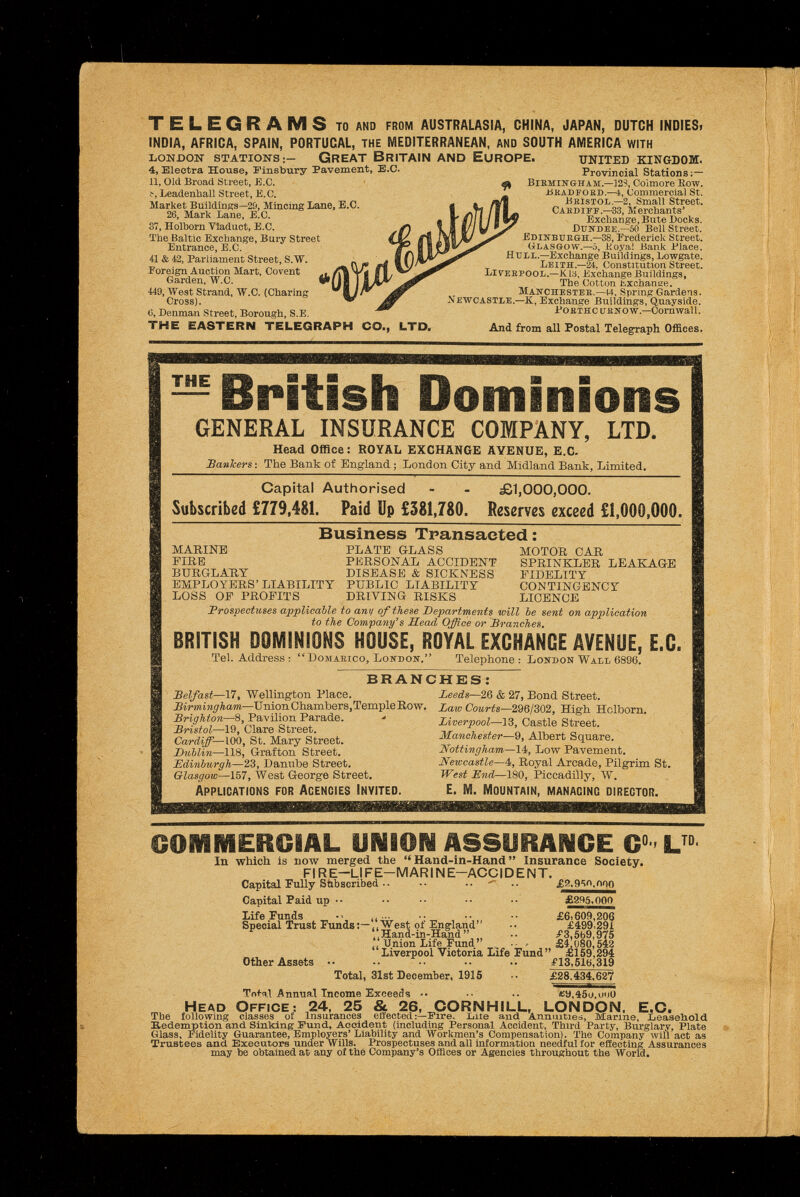 TELEGRAMS TO AND FROM AUSTRALASIA, CHINA, JAPAN, DUTCH INDIES,
INDIA, AFRICA, SPAIN, PORTUGAL, THE MEDITERRANEAN, AND SOUTH AMERICA WITH
LONDON STATIONS:— GREAT BRITAIN AND EUROPE. UNITED KINGDOM.
4, Electra House, Finsbury Pavement, E.C.
11, Old Broad Street, E.C.
Leadenhall Street, E.C.
Market Buildings—29, Mincing Lane, E.C.
26, Mark Lane, E.C.
37, Holborn Viaduct, E.C.
The Baltic Exchange, Bury Street
Entrance, E.C.
41 & 42, Parliament Street, S.W.
Foreign Auction Mart, Covent
Garden, W.C.
449, West Strand, W.C. (Charing
Cross).
6, Denman Street, Borough, S.E.
THE EASTERN TELEGRAPH CO., LTD.
"Via Eastern"
Provincial Stations:—
BIRMINGHAM.—128, Colmore Row.
BRADFORD.—4, Commercial St.
BRISTOL.—2, Small Street.
CARDIFF.—33, Merchants'
Exchange, Bute Docks.
DUNDEE.—50 Bell Street.
EDINBURGH.—38, Frederick Street.
GLASGOW.—5, Royal Bank Place.
HULL.—Exchange Buildings, Lowgate.
LEITH.—24, Constitution Street.
LIVERPOOL.—K13, Exchange Buildings,
The Cotton Exchange.
MANCHESTER.—44, Spring Gardens.
NEWCASTLE.—K, Exchange Buildings, Quayside.
PORTHCURNOW.—Cornwall.
And from all Postal Telegraph Offices.
THE British Dominions
GENERAL INSURANCE COMPANY, LTD.
Head Office: ROYAL EXCHANGE AVENUE, E.C.
Bankers: The Bank of England; London City and Midland Bank, Limited.
Capital Authorised - - £1,000,000.
Subscribed £779,481. Paid Up £381,780. Reserves exceed £1,000,000.
Business Transacted:
MARINE PLATE GLASS MOTOR CAR
FIRE PERSONAL ACCIDENT SPRINKLER LEAKAGE
BURGLARY DISEASE & SICKNESS FIDELITY
EMPLOYERS' LIABILITY PUBLIC LIABILITY CONTINGENCY
LOSS OF PROFITS DRIVING RISKS LICENCE
Prospectuses applicable to any of these Departments will be sent on application
to the Company's Head Office or Branches.
BRITISH DOMINIONS HOUSE, ROYAL EXCHANGE AVENUE, E.C.
Tel. Address: "DOMARICO, LONDON." Telephone: LONDON WALL 6896.
BRANCHES:
Belfast—17, Wellington Place.
Birmingham—Union Chambers, Temple Row.
Brighton—8, Pavilion Parade.
Bristol—19, Clare Street.
Cardiff—100, St. Mary Street.
Dublin—118, Grafton Street.
Edinburgh—23, Danube Street.
Glasgow—157, West George Street.
Leeds—26 & 27, Bond Street.
Law Courts—296/302, High Holborn.
Liverpool—13, Castle Street.
Manchester—9, Albert Square.
Nottingham—14, Low Pavement.
Newcastle—4, Royal Arcade, Pilgrim St.
West End—180, Piccadilly, W.
APPLICATIONS FOR AGENCIES INVITED. E. M. MOUNTAIN, MANAGING DIRECTOR.
COMMERCIAL UNION ASSURANCE CO., LTD.
In which is now merged the "Hand-in-Hand" Insurance Society.
FIRE—LIFE—MARINE—ACCIDENT.
Capital Fully Subscribed .. £2,950,000
Capital Paid up .. £295,000
Life Funds .. £6,609,206
Special Trust Funds:—"West of England" .. £499,291
"Hand-in-Hand" .. £3,569,975
"Union Life Fund" .. £4,080,542
"Liverpool Victoria Life Fund" £159,294
Other Assets .. £13,516,319
Total, 31st December, 1915 .. £28,434,627
Total Annual Income Exceeds .. £9,450,000
HEAD OFFICE: 24, 25 & 26, CORNHILL, LONDON, E.C.
The following classes of Insurances effected:—Fire, Life and Annuities, Marine, Leasehold
Redemption and Sinking Fund, Accident (including Personal Accident, Third Party, Burglary, Plate
Glass, Fidelity Guarantee, Employers' Liability and Workmen's Compensation). The Company will act as
Trustees and Executors under Wills. Prospectuses and all information needful for effecting Assurances
may be obtained at any of the Company's Offices or Agencies throughout the World.